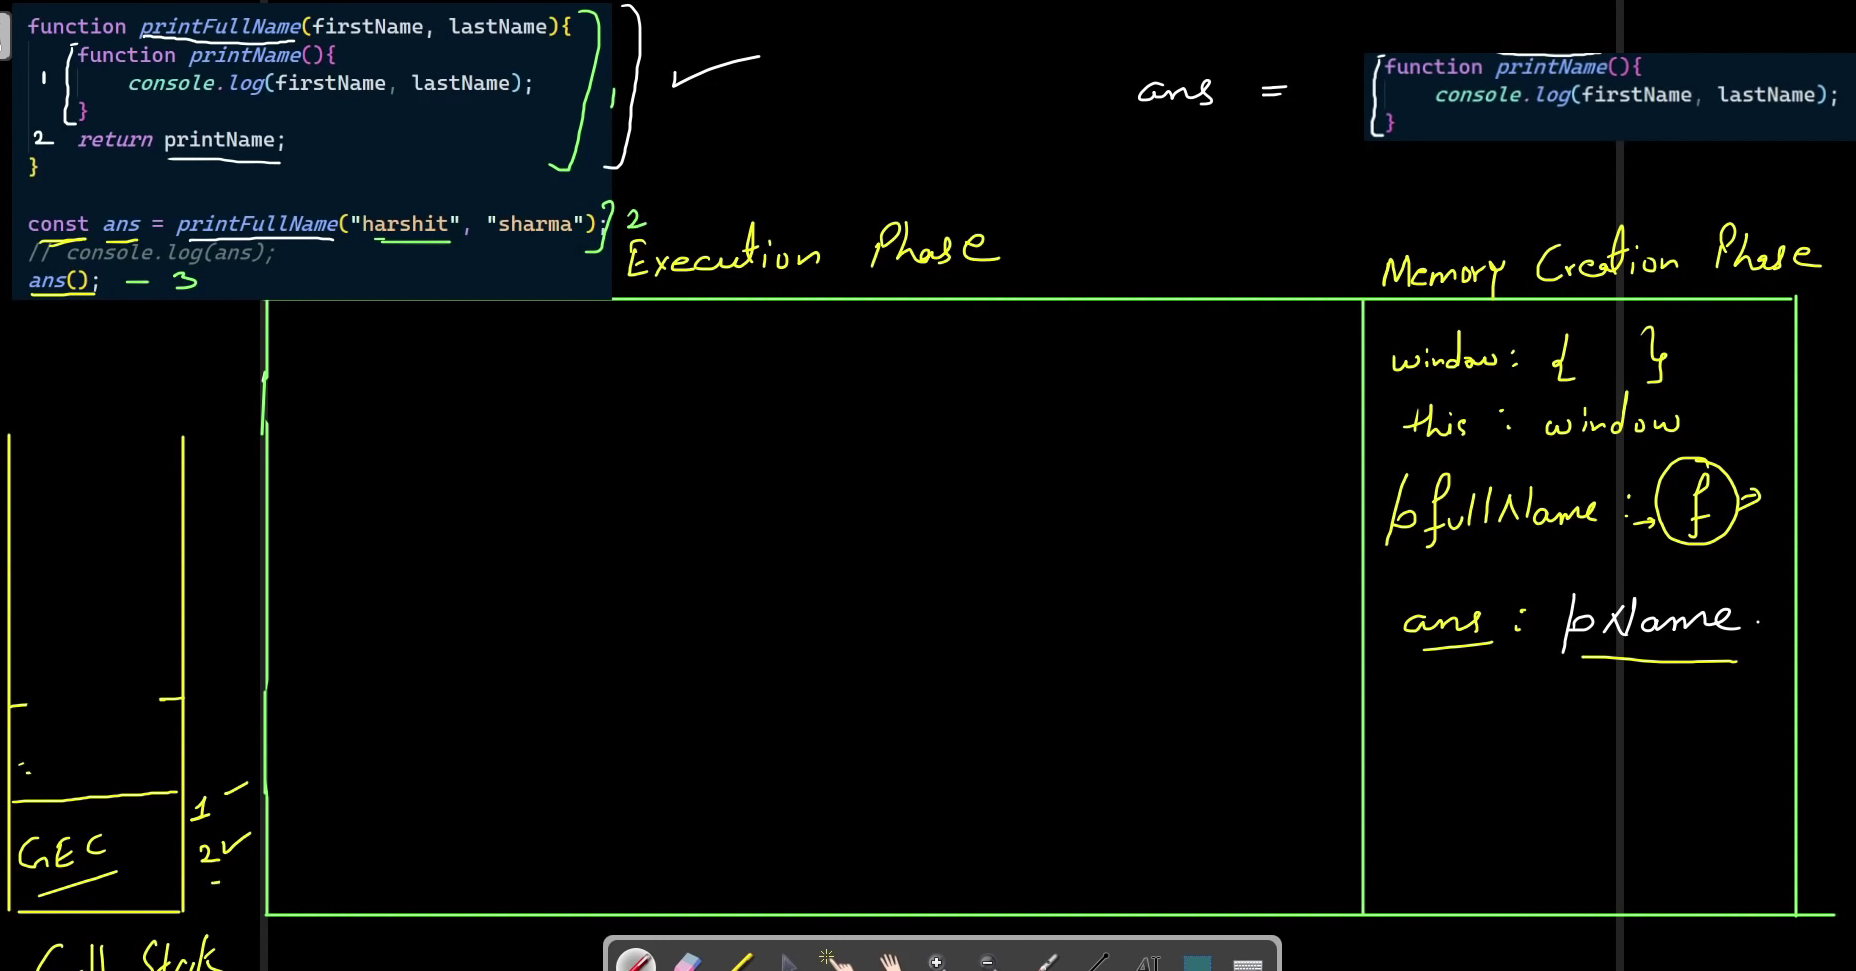 function printFullName(firstName, lastName){
1 function printName(){
console.log(firstName, lastName);
}
2 return printName;
}
const ans = printFullName("harshit", "sharma"); 2
// console.log(ans);
ans(); - 3
1
ans =
function printName(){
console.log(firstName, lastName);
}
Execution Phase
Memory Creation Phase
window: { }
this : window
pfullName : f
ans : pName.
1
2
GEC
Call Stack
AI